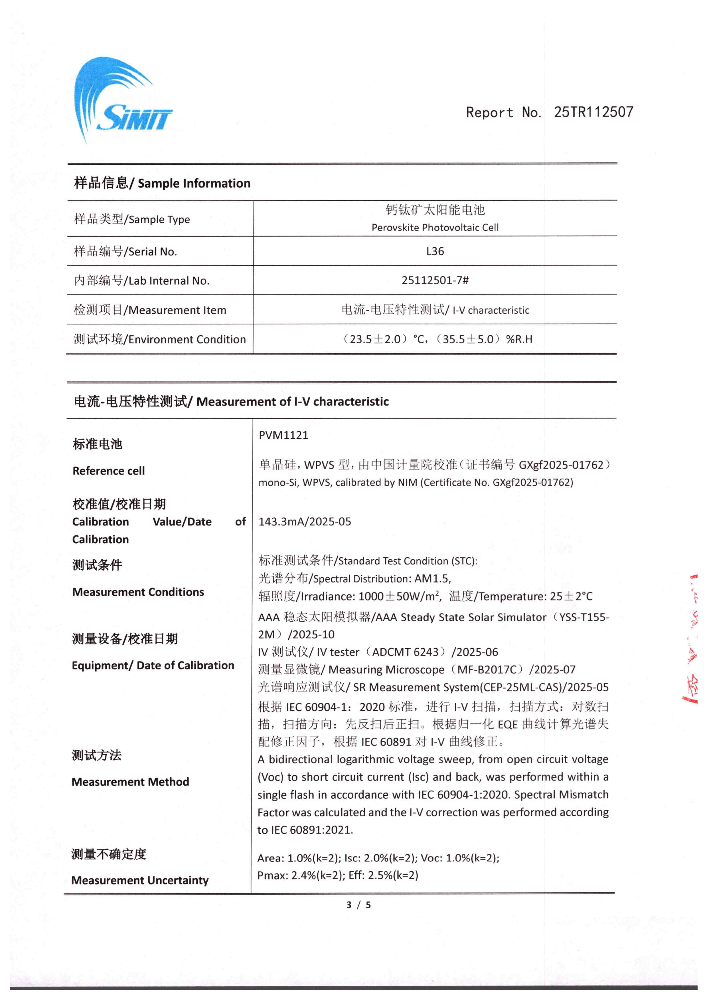 SIMIT
Report No. 25TR112507
样品信息/ Sample Information
样品类型/Sample Type
钙钛矿太阳能电池
Perovskite Photovoltaic Cell
样品编号/Serial No.
L36
内部编号/Lab Internal No.
25112501-7#
检测项目/Measurement Item
电流-电压特性测试/ I-V characteristic
测试环境/Environment Condition
（23.5±2.0）℃，（35.5±5.0）%R.H
电流-电压特性测试/ Measurement of I-V characteristic
标准电池
Reference cell
PVM1121
单晶硅，WPVS 型，由中国计量院校准（证书编号 GXgf2025-01762）
mono-Si, WPVS, calibrated by NIM (Certificate No. GXgf2025-01762)
校准值/校准日期
Calibration Value/Date of
Calibration
143.3mA/2025-05
测试条件
Measurement Conditions
标准测试条件/Standard Test Condition (STC):
光谱分布/Spectral Distribution: AM1.5,
辐照度/Irradiance: 1000±50W/m², 温度/Temperature: 25±2℃
测量设备/校准日期
Equipment/ Date of Calibration
AAA 稳态太阳模拟器/AAA Steady State Solar Simulator（YSS-T155-
2M）/2025-10
IV 测试仪/ IV tester（ADCMT 6243）/2025-06
测量显微镜/ Measuring Microscope（MF-B2017C）/2025-07
光谱响应测试仪/ SR Measurement System(CEP-25ML-CAS)/2025-05
测试方法
Measurement Method
根据 IEC 60904-1：2020 标准，进行 I-V 扫描，扫描方式：对数扫
描，扫描方向：先反扫后正扫。根据归一化 EQE 曲线计算光谱失
配修正因子，根据 IEC 60891 对 I-V 曲线修正。
A bidirectional logarithmic voltage sweep, from open circuit voltage
(Voc) to short circuit current (Isc) and back, was performed within a
single flash in accordance with IEC 60904-1:2020. Spectral Mismatch
Factor was calculated and the I-V correction was performed according
to IEC 60891:2021.
测量不确定度
Measurement Uncertainty
Area: 1.0%(k=2); Isc: 2.0%(k=2); Voc: 1.0%(k=2);
Pmax: 2.4%(k=2); Eff: 2.5%(k=2)
3 / 5